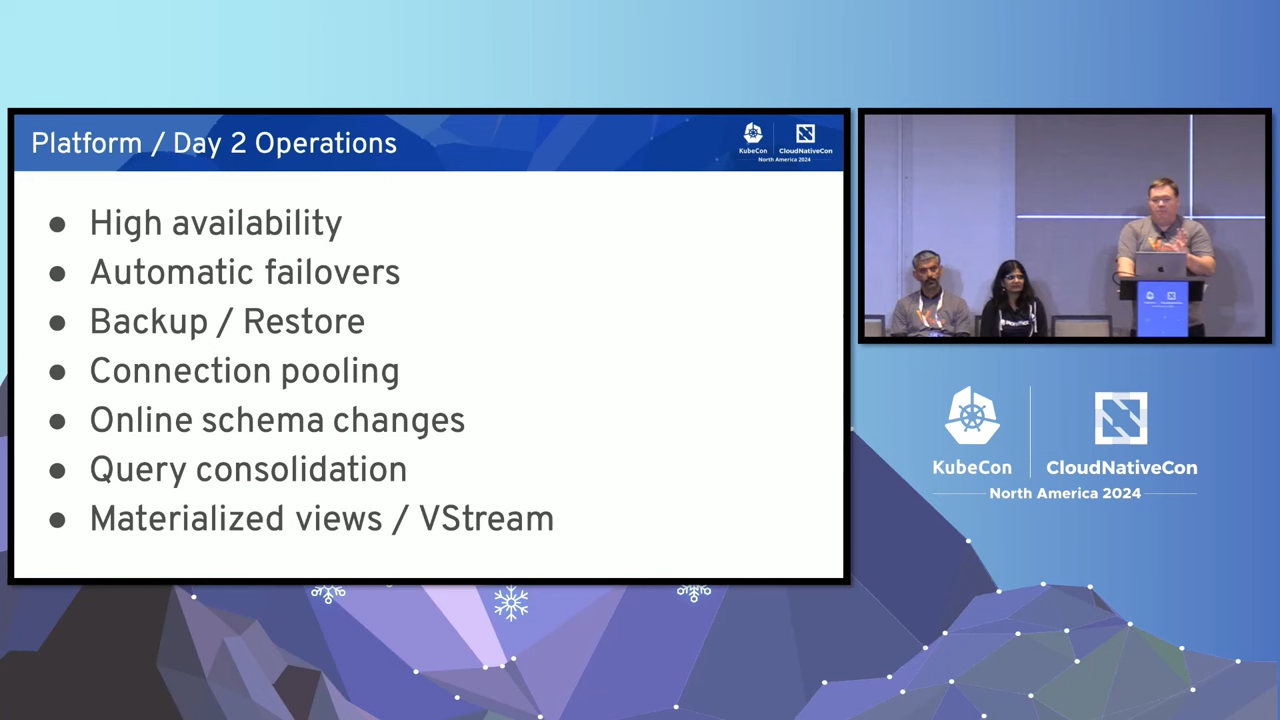 Platform / Day 2 Operations
KubeCon
CloudNativeCon
North America 2024
● High availability
● Automatic failovers
● Backup / Restore
● Connection pooling
● Online schema changes
● Query consolidation
● Materialized views / VStream
KubeCon
CloudNativeCon
North America 2024